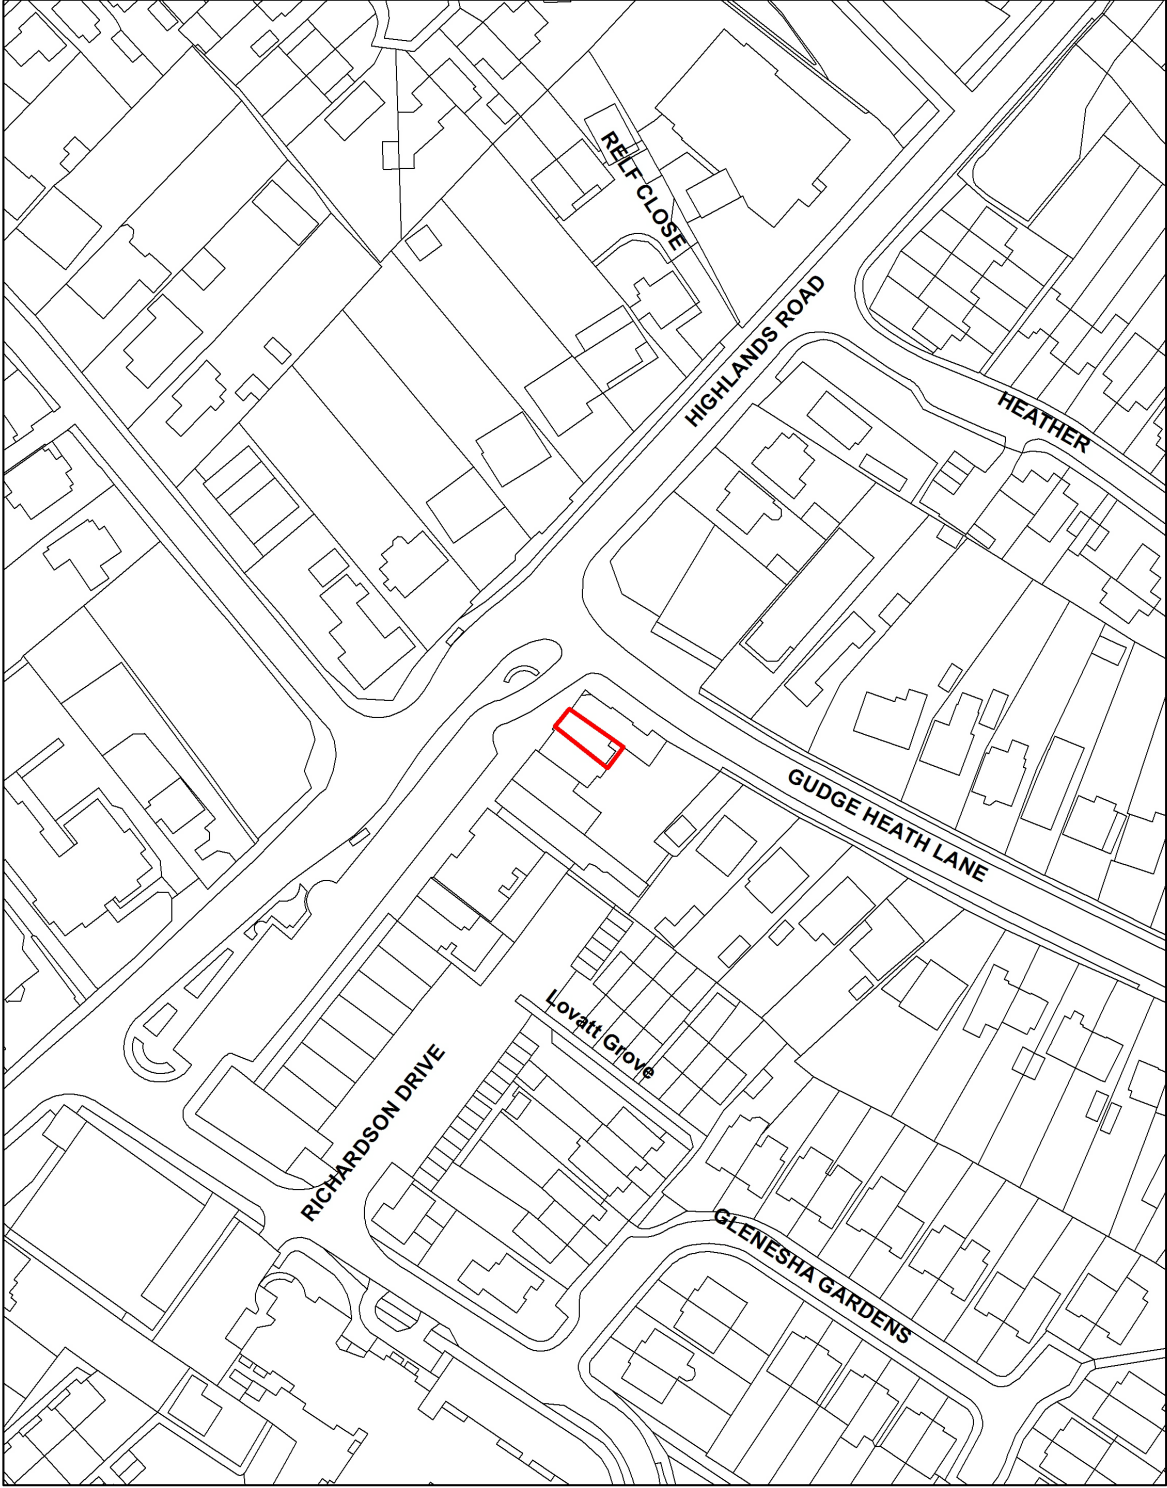 RELF CLOSE
HIGHLANDS ROAD
HEATHER
GUDGE HEATH LANE
Lovatt Grove
RICHARDSON DRIVE
GLENESHA GARDENS